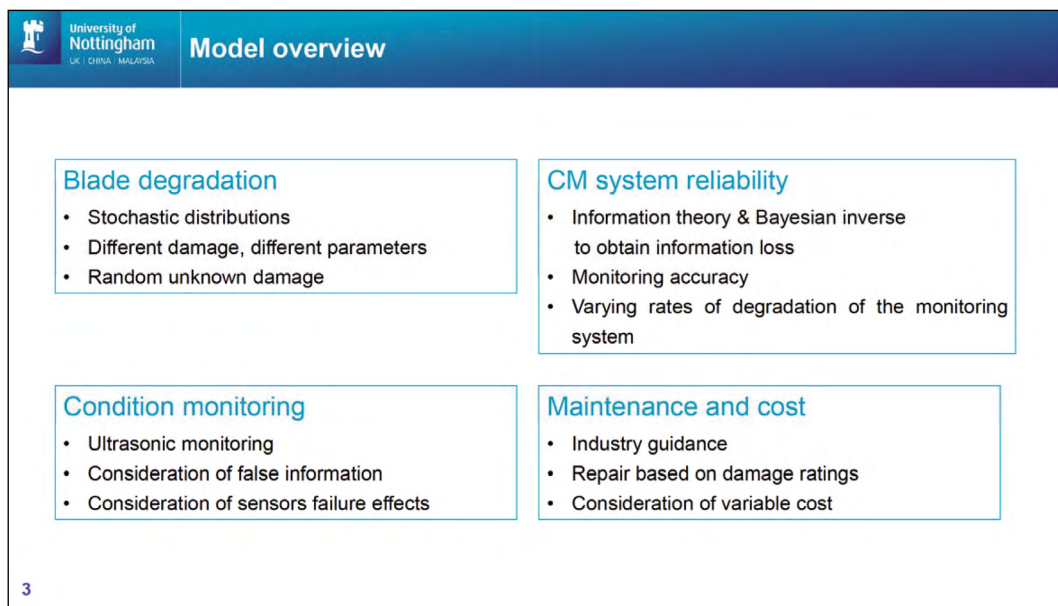 University of
Nottingham
UK | CHINA | MALAYSIA
Model overview
Blade degradation
• Stochastic distributions
• Different damage, different parameters
• Random unknown damage
CM system reliability
• Information theory & Bayesian inverse
to obtain information loss
• Monitoring accuracy
• Varying rates of degradation of the monitoring
system
Condition monitoring
• Ultrasonic monitoring
• Consideration of false information
• Consideration of sensors failure effects
Maintenance and cost
• Industry guidance
• Repair based on damage ratings
• Consideration of variable cost
3